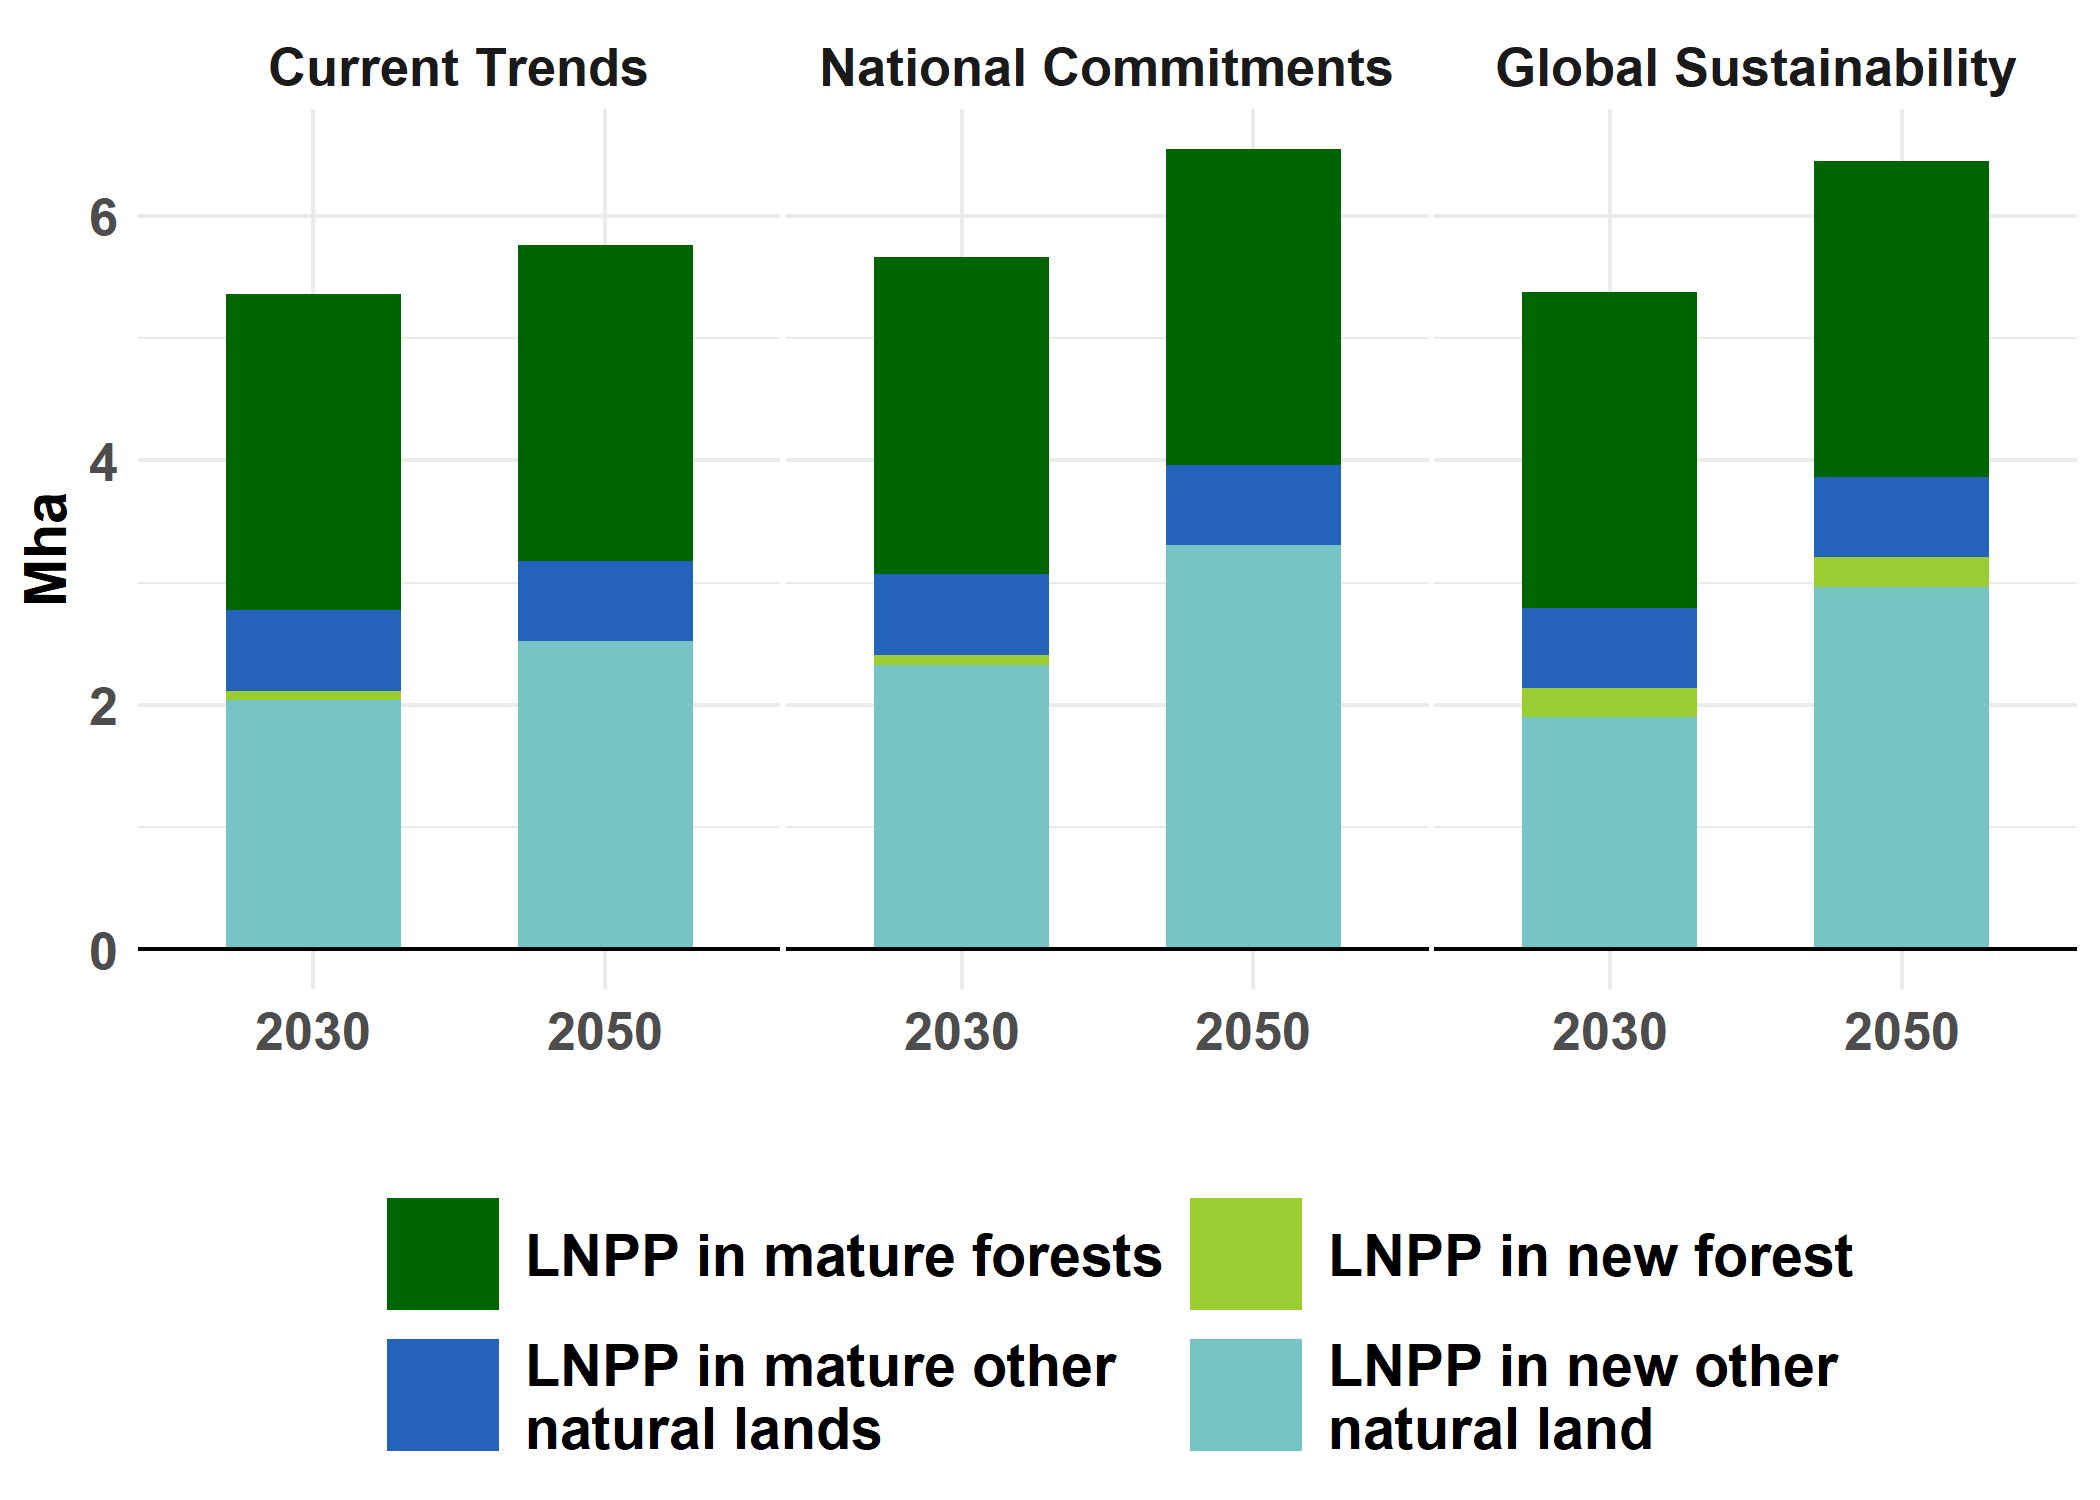 Current Trends
National Commitments
Global Sustainability
Mha
6
4
2
0
2030
2050
2030
2050
2030
2050
LNPP in mature forests
LNPP in new forest
LNPP in mature other
natural lands
LNPP in new other
natural land